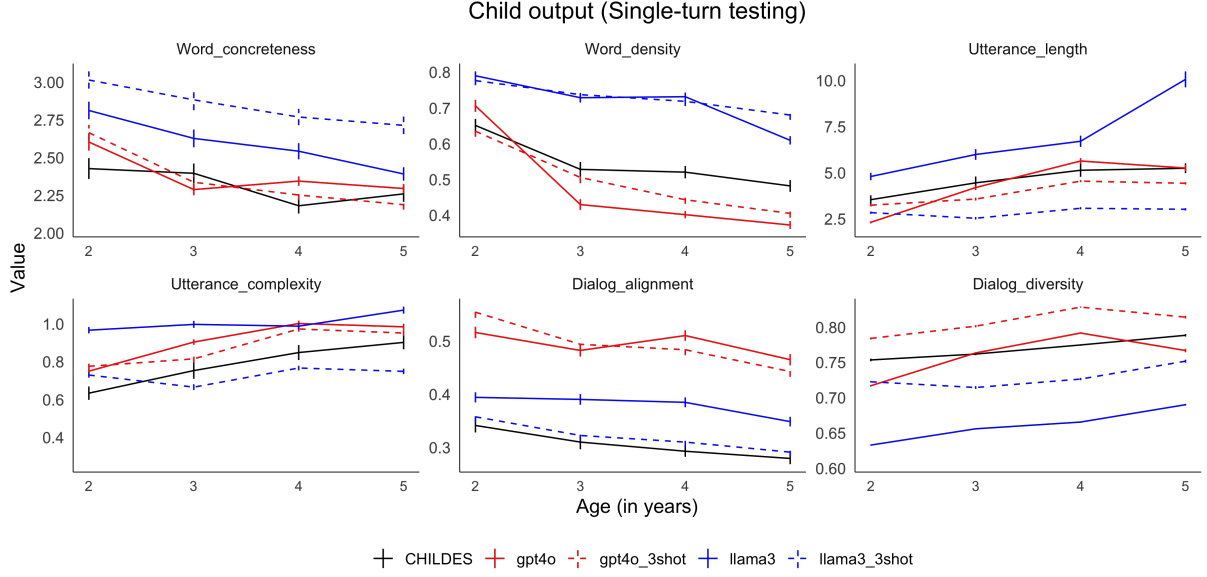 Child output (Single-turn testing)
Word_concreteness Word_density Utterance_length
3.00
2.75
2.50
2.25
2.00
2 3 4 5
0.8
0.7
0.6
0.5
0.4
2 3 4 5
10.0
7.5
5.0
2.5
2 3 4 5
Value
Utterance_complexity Dialog_alignment Dialog_diversity
1.0
0.8
0.6
0.4
2 3 4 5
0.5
0.4
0.3
2 3 4 5
0.80
0.75
0.70
0.65
0.60
2 3 4 5
Age (in years)
CHILDES gpt4o gpt4o_3shot llama3 llama3_3shot